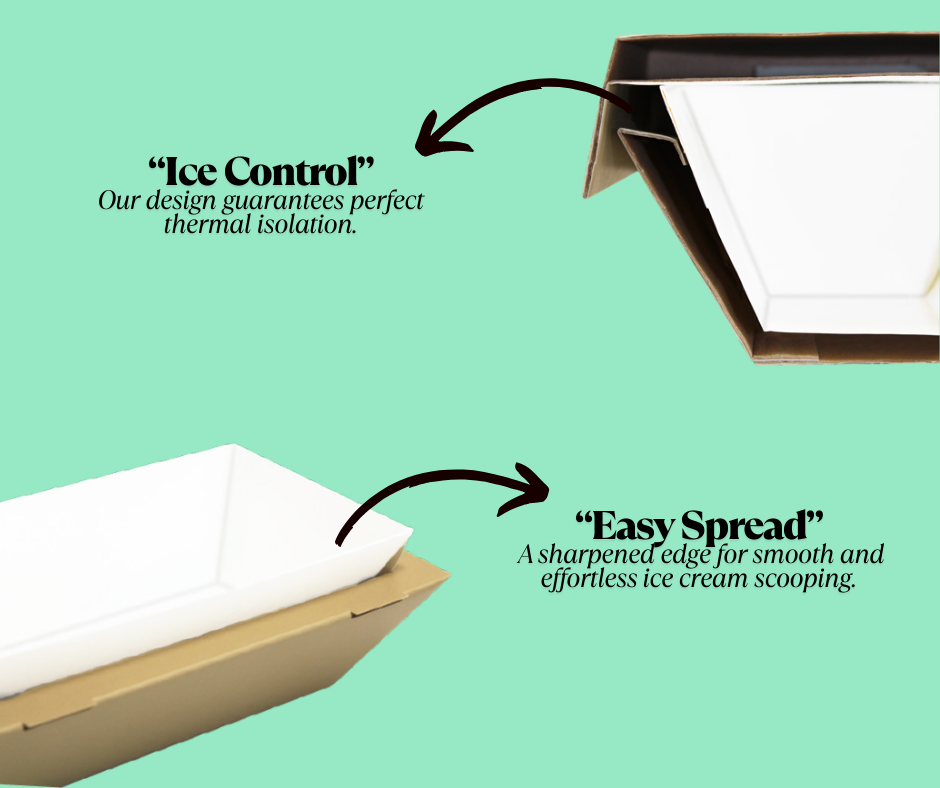 “Ice Control”
Our design guarantees perfect
thermal isolation.
“Easy Spread”
A sharpened edge for smooth and
effortless ice cream scooping.